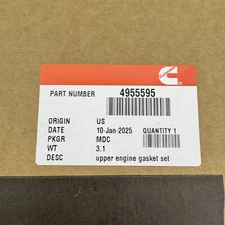 PART NUMBER 4955595
ORIGIN US
DATE 10-Jan-2025 QUANTITY 1
PKGR MDC
WT 3.1
DESC upper engine gasket set